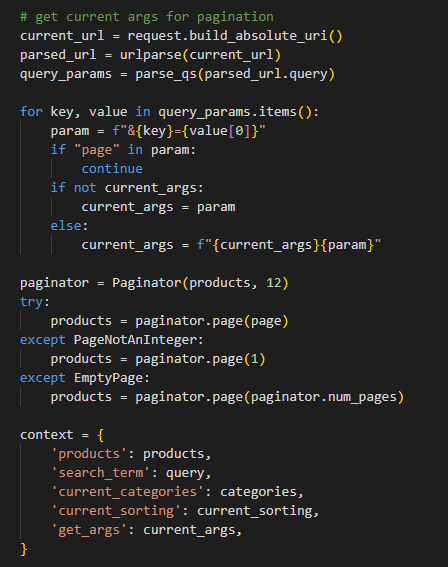 # get current args for pagination
current_url = request.build_absolute_uri()
parsed_url = urlparse(current_url)
query_params = parse_qs(parsed_url.query)

for key, value in query_params.items():
    param = f"&{key}={value[0]}"
    if "page" in param:
        continue
    if not current_args:
        current_args = param
    else:
        current_args = f"{current_args}{param}"

paginator = Paginator(products, 12)
try:
    products = paginator.page(page)
except PageNotAnInteger:
    products = paginator.page(1)
except EmptyPage:
    products = paginator.page(paginator.num_pages)

context = {
    'products': products,
    'search_term': query,
    'current_categories': categories,
    'current_sorting': current_sorting,
    'get_args': current_args,
}